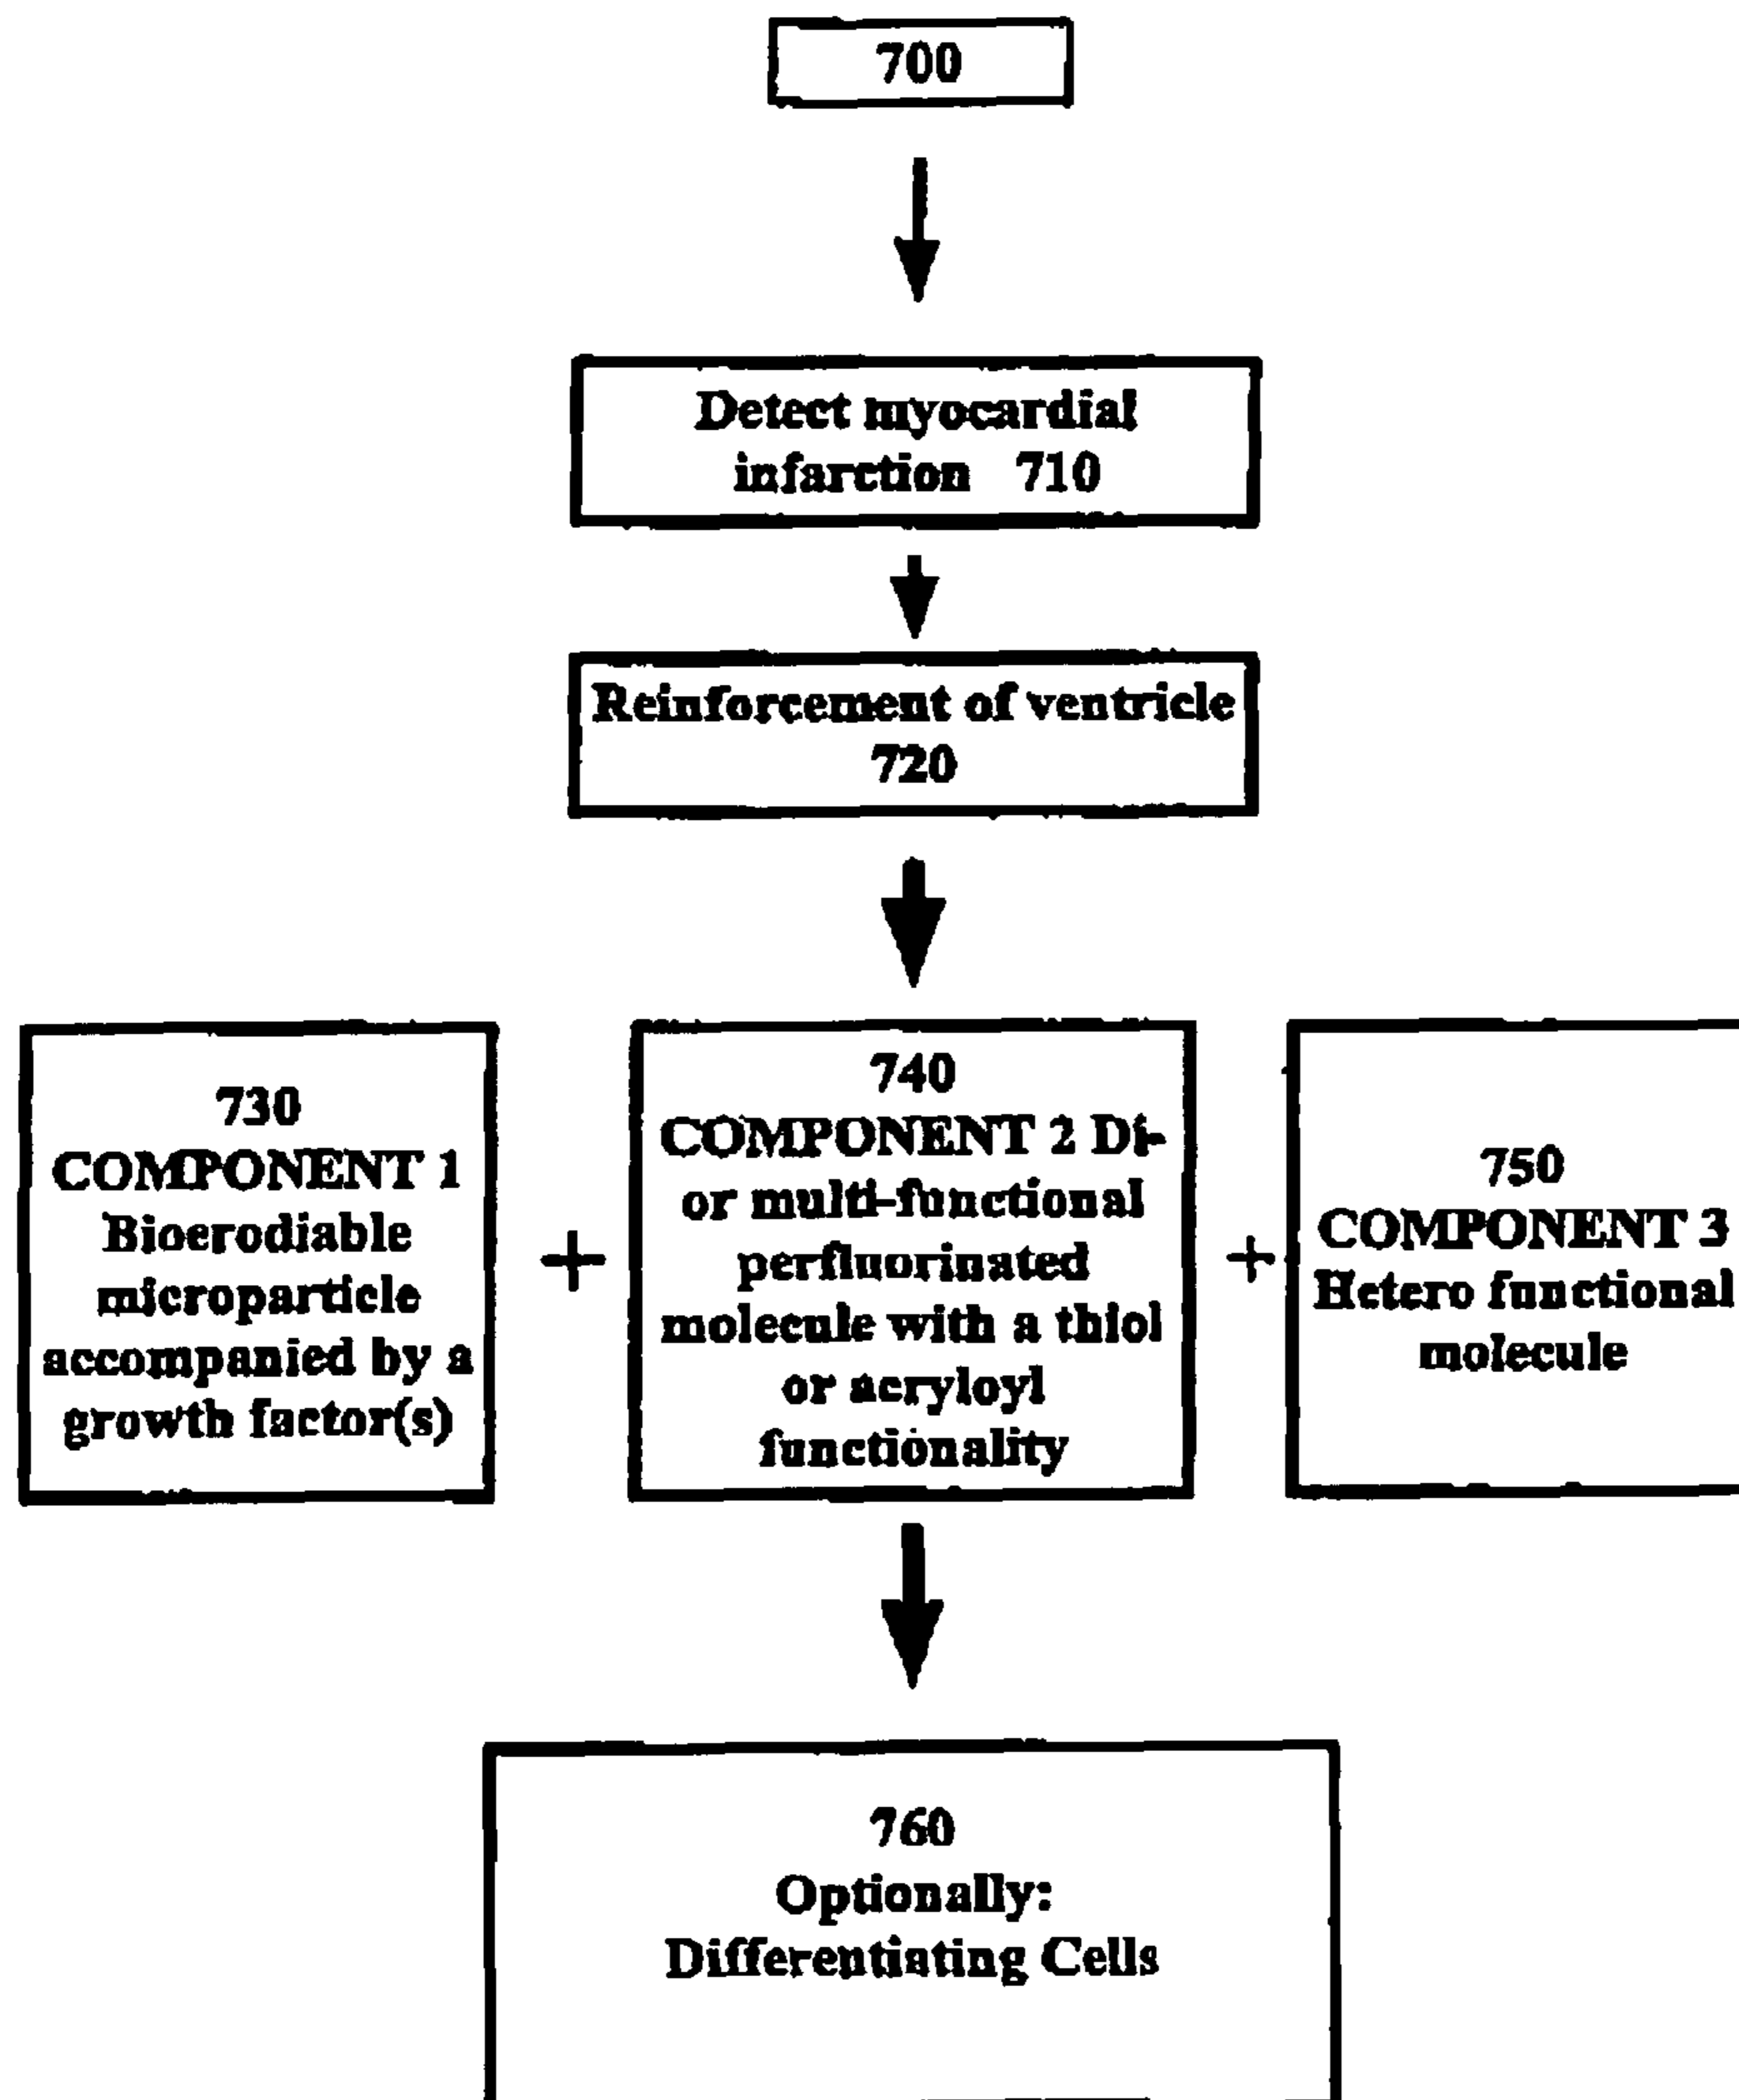 700
Detect myocardial
infarction 710
Reinforcement of ventricle
720
730
COMPONENT 1
Bioerodiable
microparticle
accompanied by a
growth factor(s)
+
740
COMPONENT 2 Di-
or multi-functional
perfluorinated
molecule with a thiol
or acryloyl
functionality
+
750
COMPONENT 3
Hetero functional
molecule
760
Optionally:
Differentiating Cells